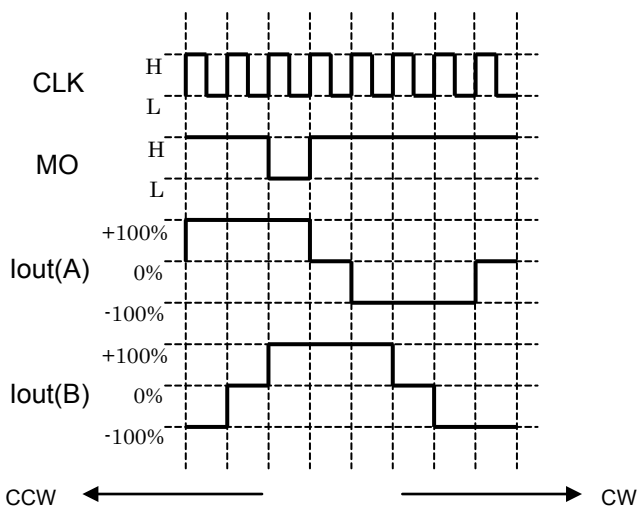 CLK
H
L
MO
H
L
Iout(A)
+100%
0%
-100%
Iout(B)
+100%
0%
-100%
CCW
CW